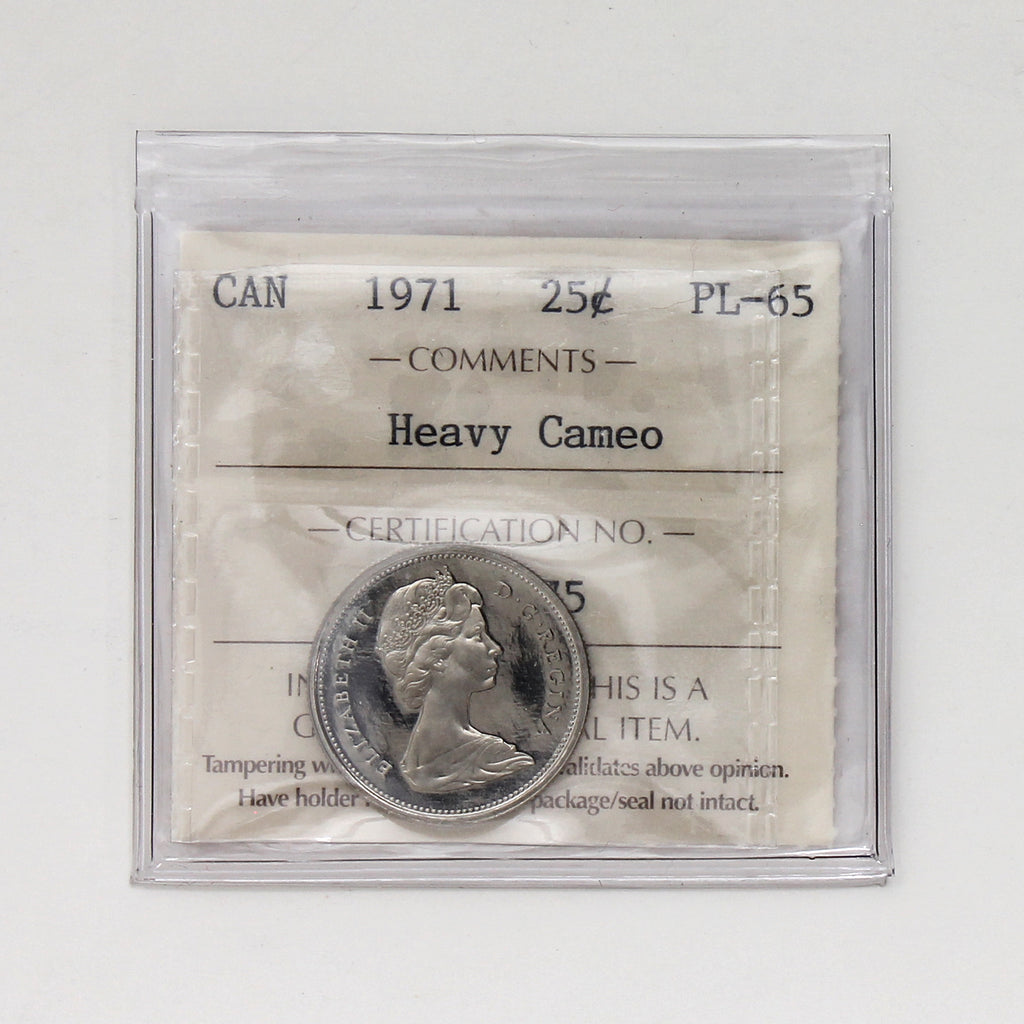 CAN 1971 25¢ PL-65
— COMMENTS —
Heavy Cameo
— CERTIFICATION NO. —
75
IN HIS IS A
G AL ITEM.
Tampering w alidates above opinion.
Have holder package/seal not intact.
ELIZABETH II D·G·REGINA